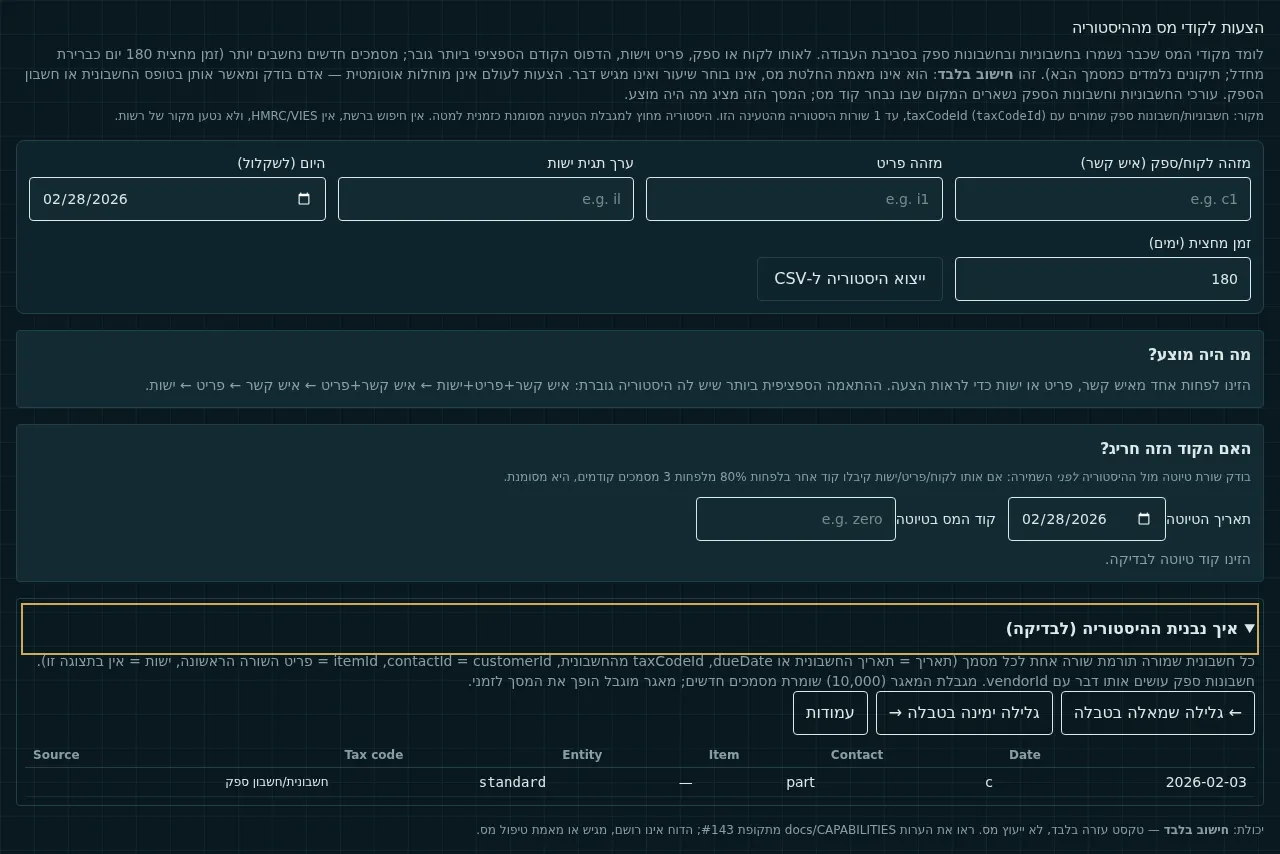 הצעות לקודי מס מההיסטוריה
לומד מקודי המס שכבר נשמרו בחשבוניות ובחשבונות ספק בסביבת העבודה. לאותו לקוח או ספק, פריט וישות, הדפוס הקודם הספציפי ביותר גובר; מסמכים חדשים נחשבים יותר (זמן מחצית 180 יום כברירת
מחדל; תיקונים נלמדים כמסמך הבא). זהו חישוב בלבד: הוא אינו מאמת החלטת מס, אינו בוחר שיעור ואינו מגיש דבר. הצעות לעולם אינן מוחלות אוטומטית — אדם בודק ומאשר אותן בטופס החשבונית או חשבון
הספק. עורכי החשבוניות וחשבונות הספק נשארים המקום שבו נבחר קוד מס; המסך הזה מציג מה היה מוצע.
מקור: חשבוניות/חשבונות ספק שמורים עם taxCodeId (taxCodeId), עד 1 שורות היסטוריה מהטעינה הזו. היסטוריה מחוץ למגבלת הטעינה מסומנת כזמנית למטה. אין חיפוש ברשת, אין HMRC/VIES, ולא נטען מקור של רשות.
מזהה לקוח/ספק (איש קשר)
e.g. c1
מזהה פריט
e.g. i1
ערך תגית ישות
e.g. il
היום (לשקלול)
02/28/2026
זמן מחצית (ימים)
180
ייצוא היסטוריה ל-CSV
מה היה מוצע?
הזינו לפחות אחד מאיש קשר, פריט או ישות כדי לראות הצעה. ההתאמה הספציפית ביותר שיש לה היסטוריה גוברת: איש קשר+פריט+ישות ← איש קשר+פריט ← איש קשר ← פריט ← ישות.
האם הקוד הזה חריג?
בודק שורת טיוטה מול ההיסטוריה לפני השמירה: אם אותו לקוח/פריט/ישות קיבלו קוד אחר בלפחות 80% מלפחות 3 מסמכים קודמים, היא מסומנת.
תאריך הטיוטה 02/28/2026 קוד המס בטיוטה e.g. zero
הזינו קוד טיוטה לבדיקה.
▼ איך נבנית ההיסטוריה (לבדיקה)
כל חשבונית שמורה תורמת שורה אחת לכל מסמך (תאריך = תאריך החשבונית או dueDate, taxCodeId מהחשבונית, contactId = customerId, itemId = פריט השורה הראשונה, ישות = אין בתצוגה זו).
חשבונות ספק עושים אותו דבר עם vendorId. מגבלת המאגר (10,000) שומרת מסמכים חדשים; מאגר מוגבל הופך את המסך לזמני.
← גלילה שמאלה בטבלה
גלילה ימינה בטבלה →
עמודות
Date Contact Item Entity Tax code Source
2026-02-03 c part — standard חשבונית/חשבון ספק
יכולת: חישוב בלבד — טקסט עזרה בלבד, לא ייעוץ מס. ראו את הערות docs/CAPABILITIES מתקופת #143; הדוח אינו רושם, מגיש או מאמת טיפול מס.